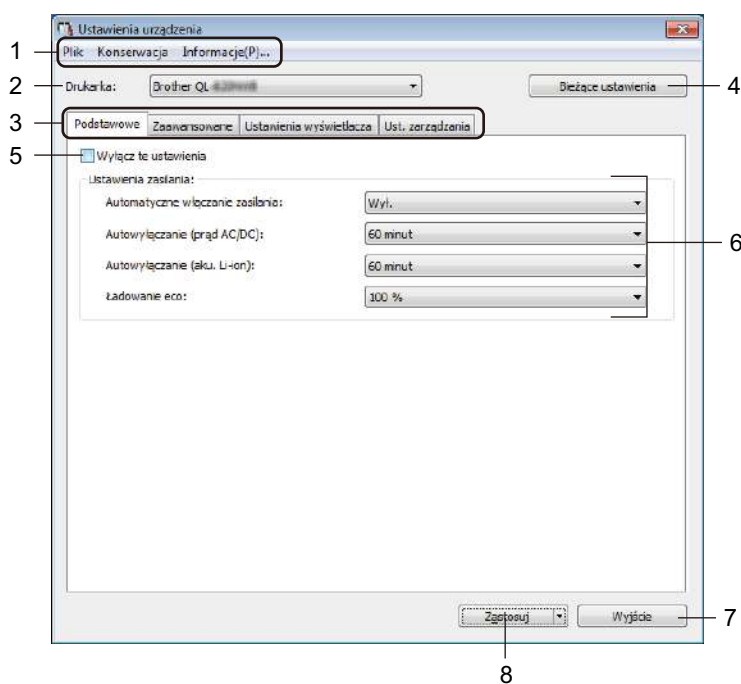 Ustawienia urządzenia
1 Plik Konserwacja Informacje(P)...
2 Drukarka: Brother QL Bieżące ustawienia 4
3 Podstawowe Zaawansowane Ustawienia wyświetlacza Ust. zarządzania
5 Wyłącz te ustawienia
Ustawienia zasilania:
Automatyczne włączanie zasilania: Wył.
Autowyłączanie (prąd AC/DC): 60 minut 6
Autowyłączanie (aku. Li-ion): 60 minut
Ładowanie eco: 100 %
Zastosuj Wyjście 7
8